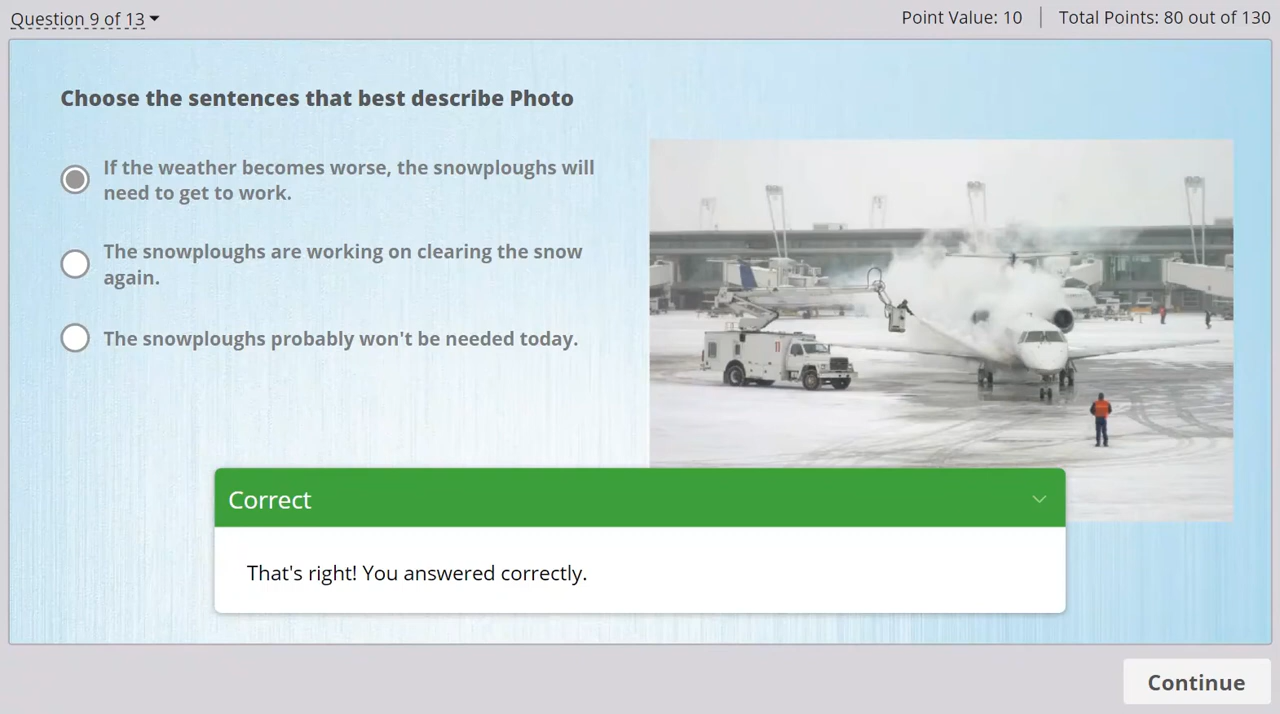 Question 9 of 13
Point Value: 10 | Total Points: 80 out of 130
Choose the sentences that best describe Photo
If the weather becomes worse, the snowploughs will
need to get to work.
The snowploughs are working on clearing the snow
again.
The snowploughs probably won't be needed today.
Correct
That's right! You answered correctly.
Continue